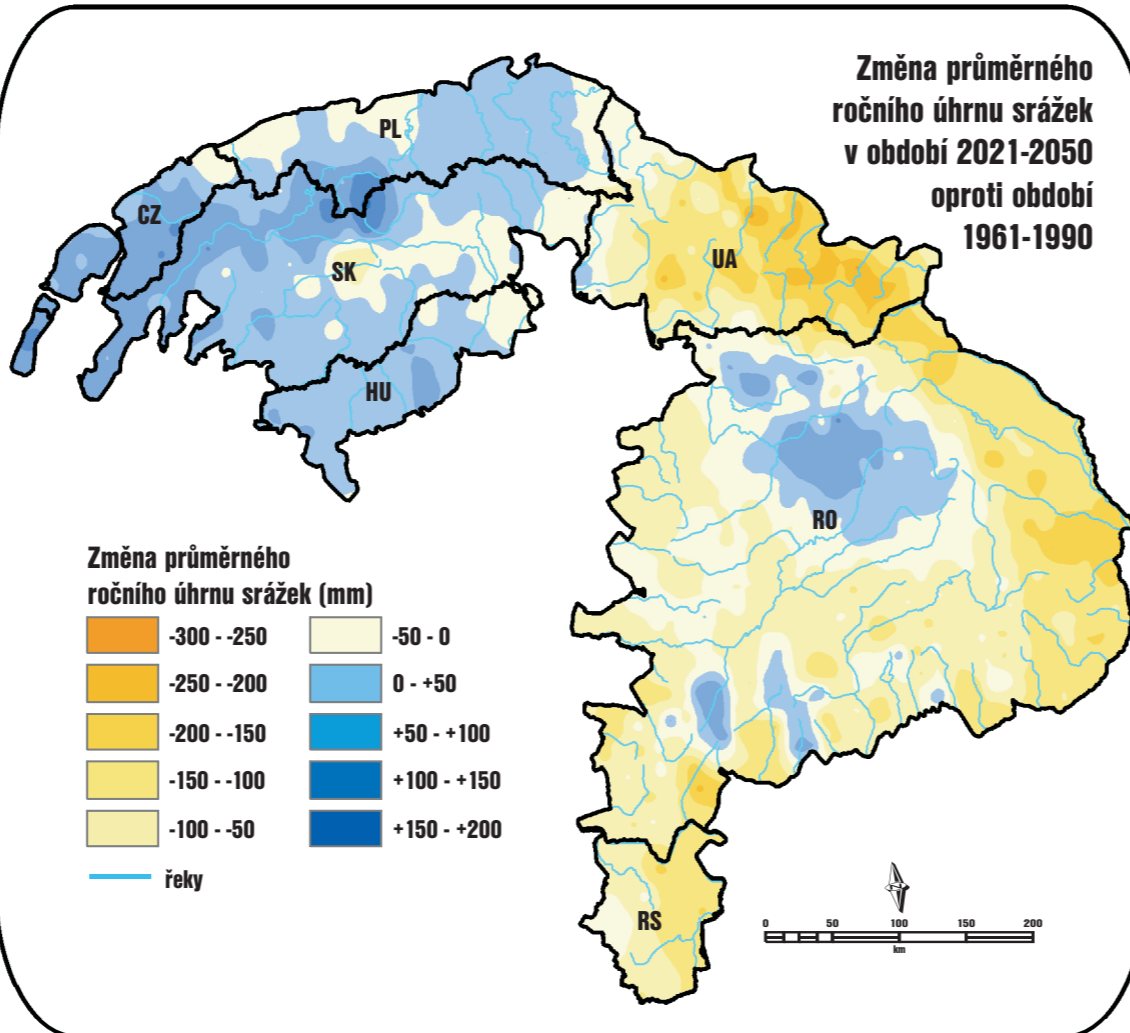 Změna průměrného
ročního úhrnu srážek
v období 2021-2050
oproti období
1961-1990
PL
CZ
SK
HU
UA
RO
RS
Změna průměrného
ročního úhrnu srážek (mm)
-300 - -250
-250 - -200
-200 - -150
-150 - -100
-100 - -50
-50 - 0
0 - +50
+50 - +100
+100 - +150
+150 - +200
řeky
0 50 100 150 200
km